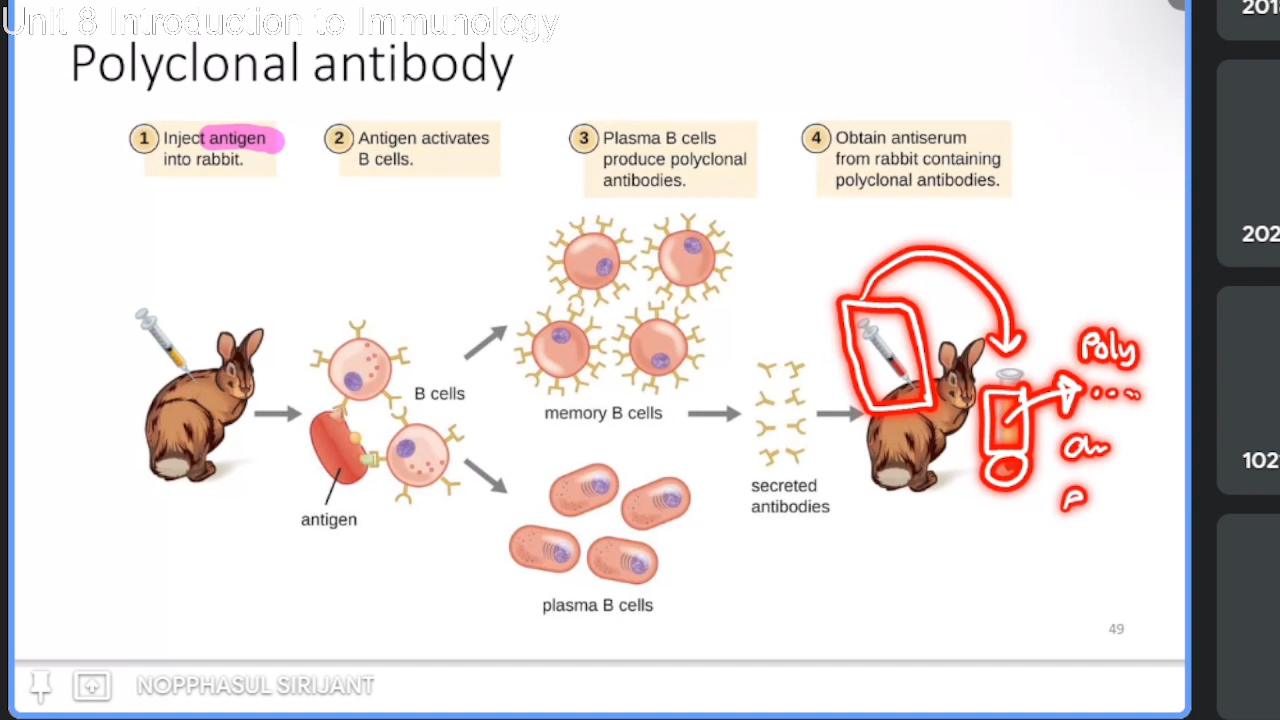 Unit 8 Introduction to Immunology
Polyclonal antibody
1 Inject antigen
into rabbit.
2 Antigen activates
B cells.
3 Plasma B cells
produce polyclonal
antibodies.
4 Obtain antiserum
from rabbit containing
polyclonal antibodies.
B cells
antigen
memory B cells
plasma B cells
secreted
antibodies
Poly
49
NOPPHASUL SIRIJANT
102